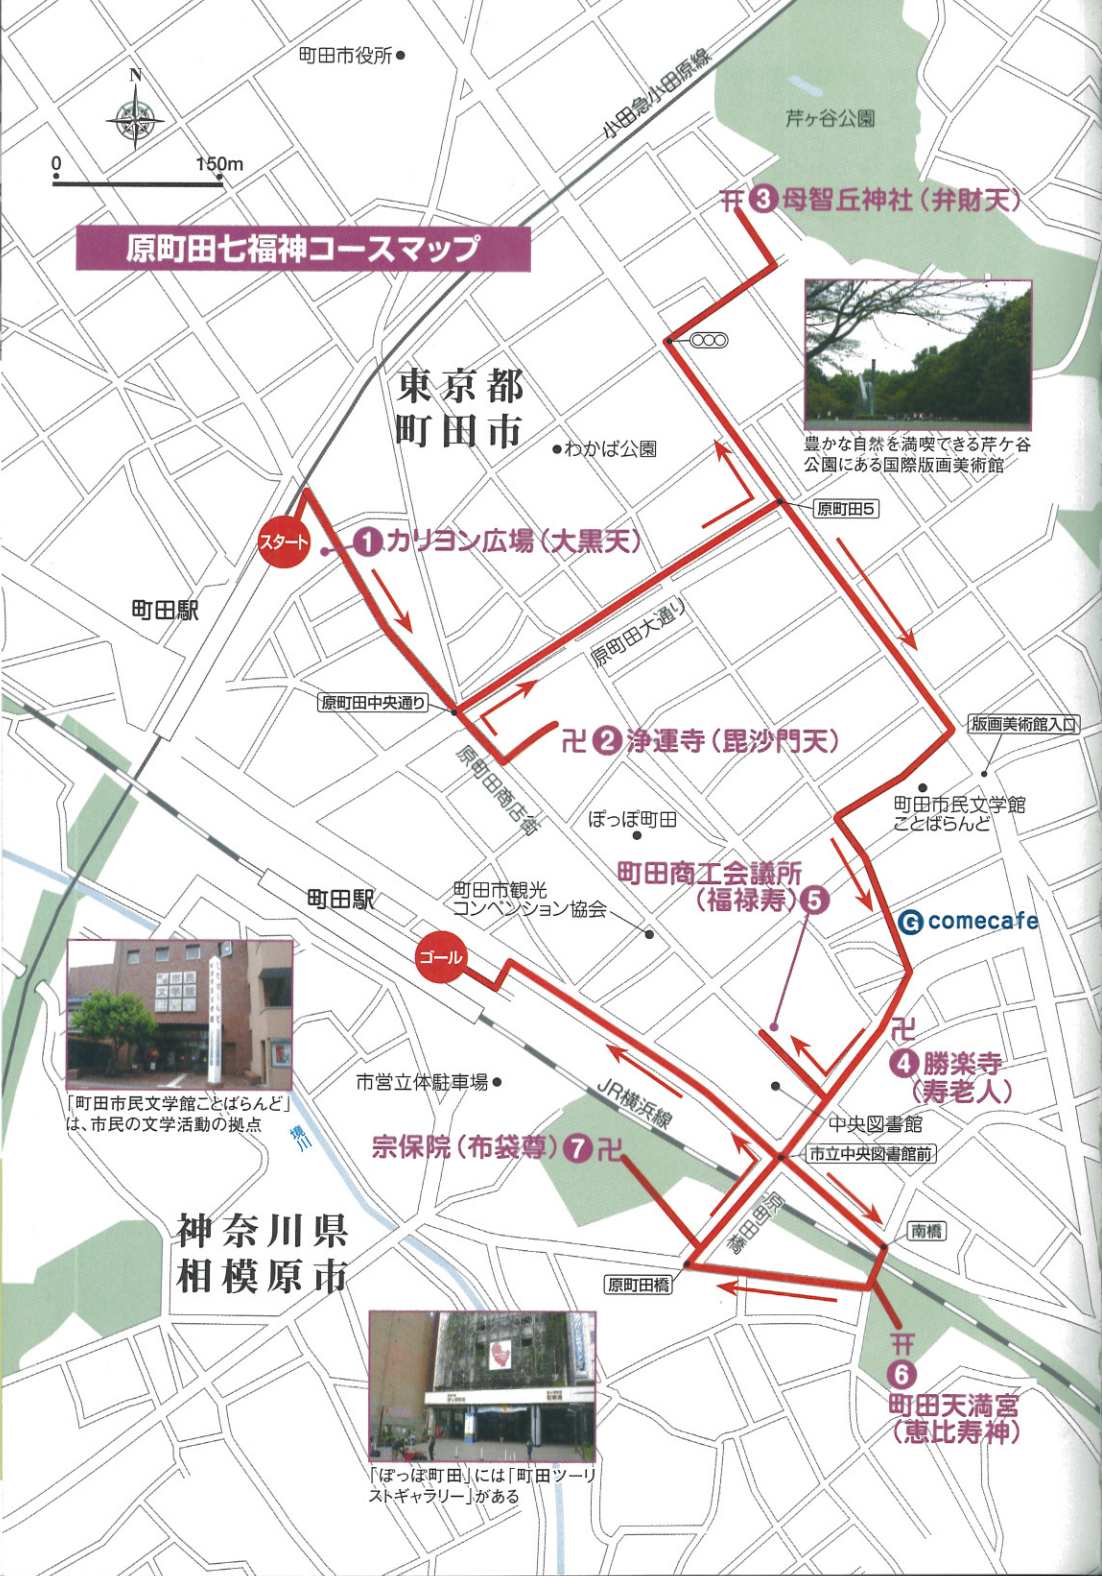 町田市役所
N
0 150m
小田急小田原線
芹ヶ谷公園
③母智丘神社（弁財天）
原町田七福神コースマップ
東京都
町田市
わかば公園
豊かな自然を満喫できる芹ケ谷
公園にある国際版画美術館
原町田5
スタート
①カリヨン広場（大黒天）
町田駅
原町田大通り
原町田中央通り
②浄運寺（毘沙門天）
版画美術館入口
原町田商店街
町田市民文学館
ことばらんど
ぽっぽ町田
町田商工会議所
（福禄寿）⑤
町田駅
町田市観光
コンベンション協会
G comecafe
ゴール
④勝楽寺
（寿老人）
市営立体駐車場
JR横浜線
中央図書館
「町田市民文学館ことばらんど」
は、市民の文学活動の拠点
境川
宗保院（布袋尊）⑦
市立中央図書館前
原町田橋
南橋
神奈川県
相模原市
原町田橋
⑥
町田天満宮
（恵比寿神）
「ぽっぽ町田」には「町田ツーリ
ストギャラリー」がある